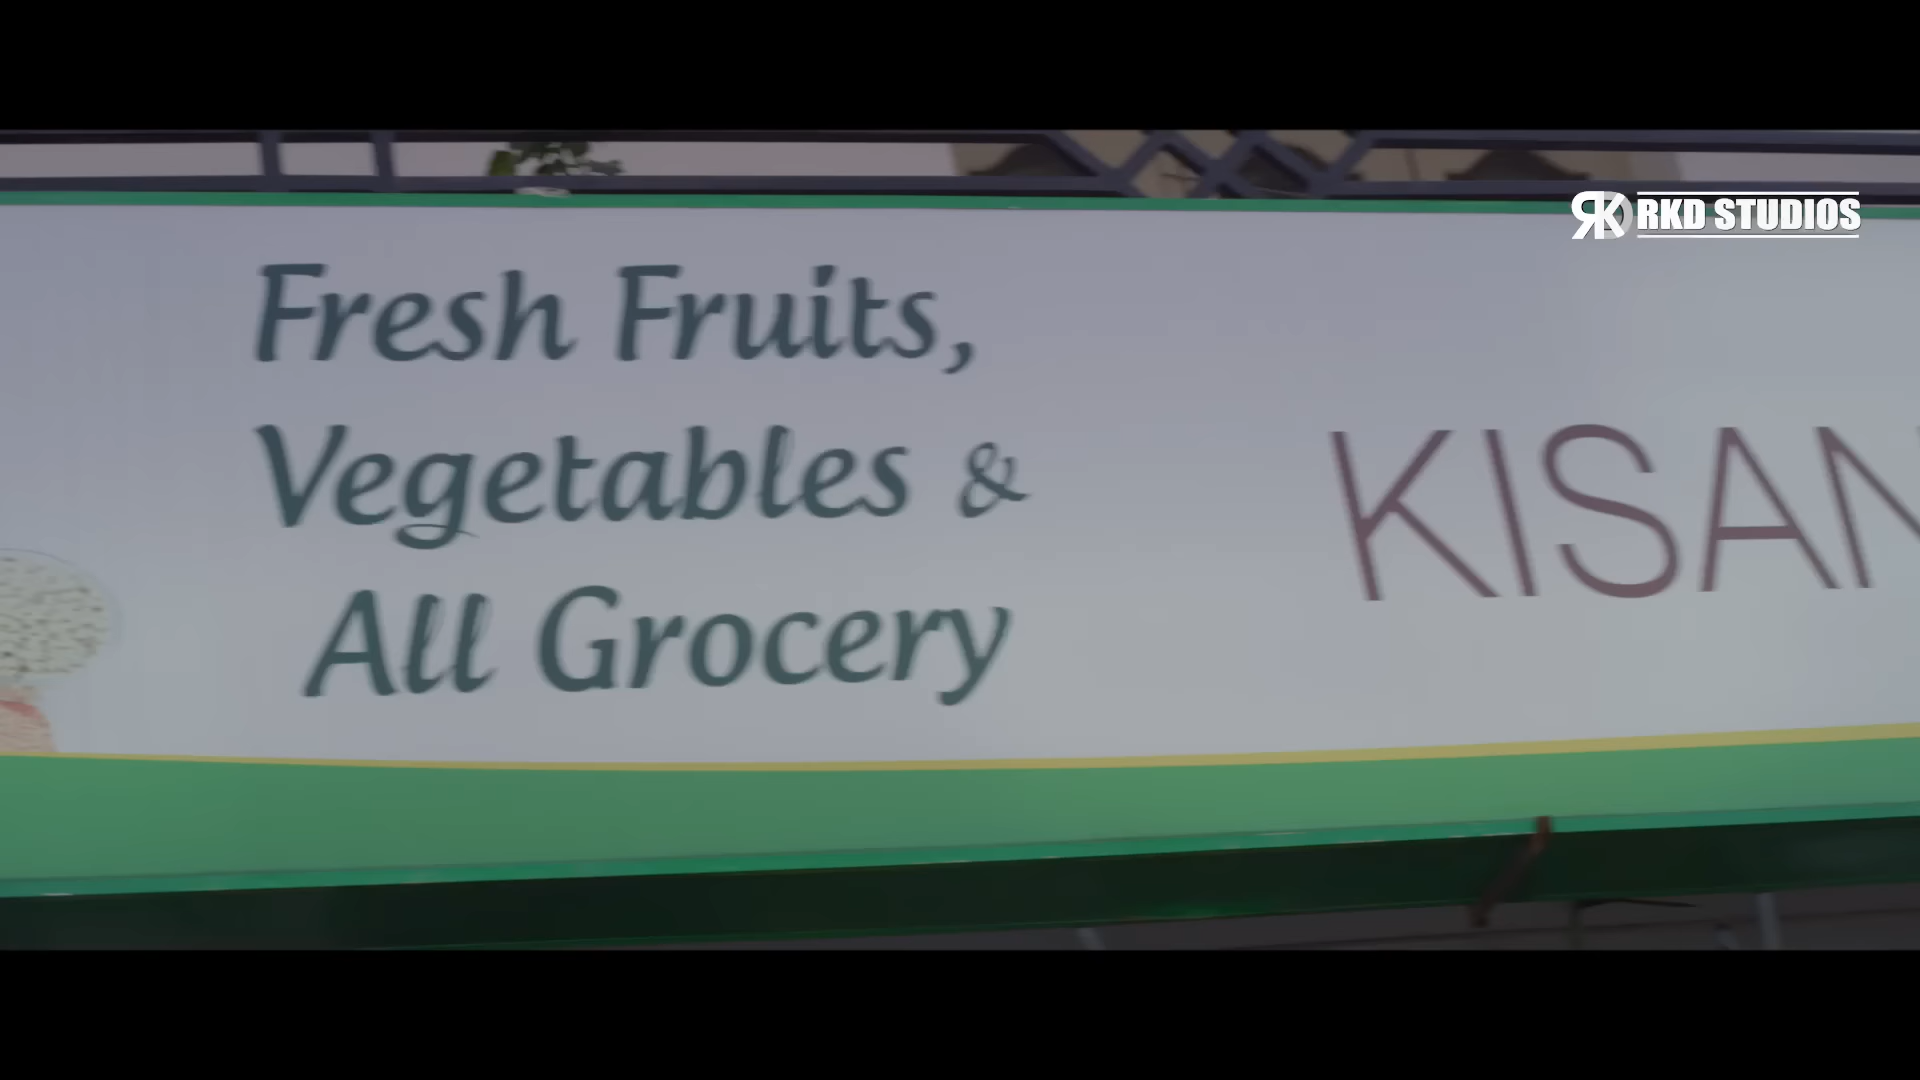 RKD STUDIOS
Fresh Fruits,
Vegetables &
All Grocery
KISAN